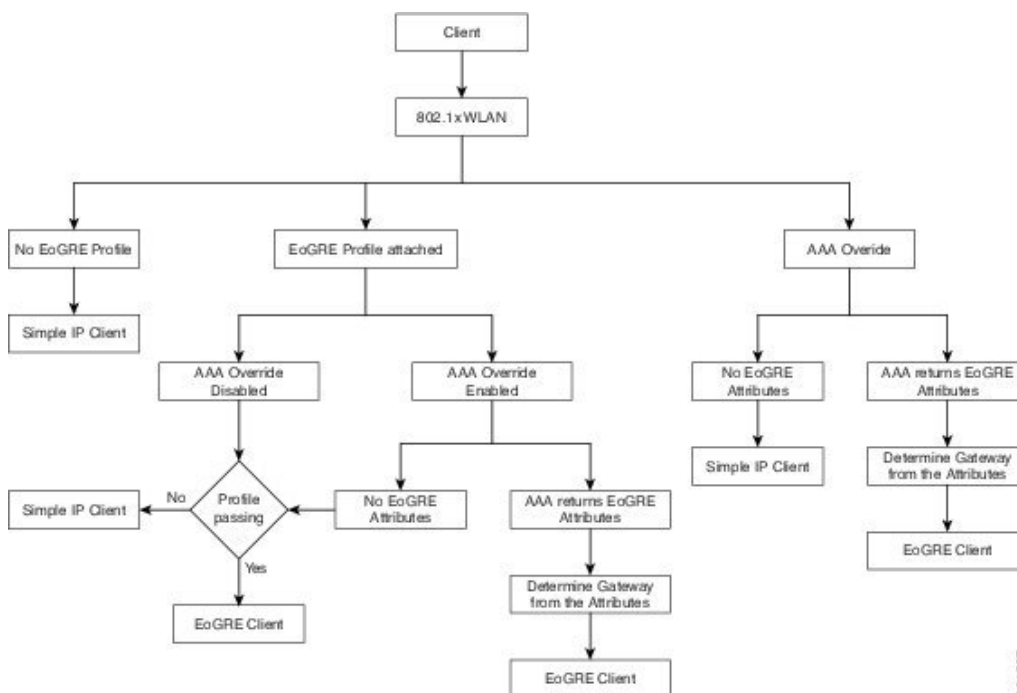 Client
802.1x WLAN
No EoGRE Profile
EoGRE Profile attached
AAA Overide
Simple IP Client
AAA Override
Disabled
AAA Override
Enabled
No EoGRE
Attributes
AAA returns EoGRE
Attributes
Simple IP Client
Determine Gateway
from the Attributes
Simple IP Client
No
Profile
passing
No EoGRE
Attributes
AAA returns EoGRE
Attributes
EoGRE Client
Yes
Determine Gateway
from the Attributes
EoGRE Client
EoGRE Client